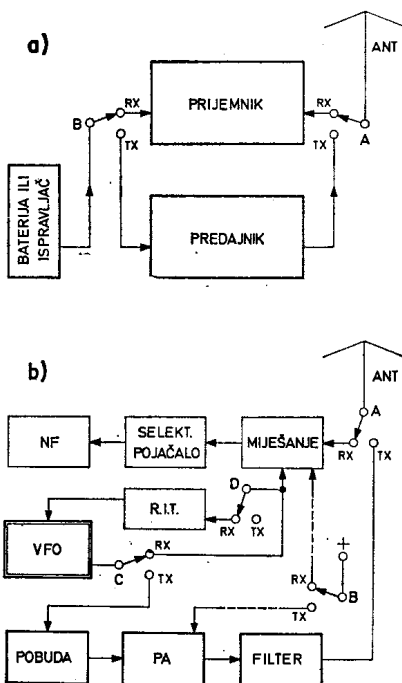 a)
ANT
PRIJEMNIK
RX
RX
B
A
TX
TX
BATERIJA ILI
ISPRAVLJAČ
PREDAJNIK
b)
ANT
A
NF
SELEKT.
POJAČALO
MIJEŠANJE
RX
TX
D
R.I.T.
RX
TX
+
VFO
RX
C
TX
RX
B
TX
POBUDA
PA
FILTER